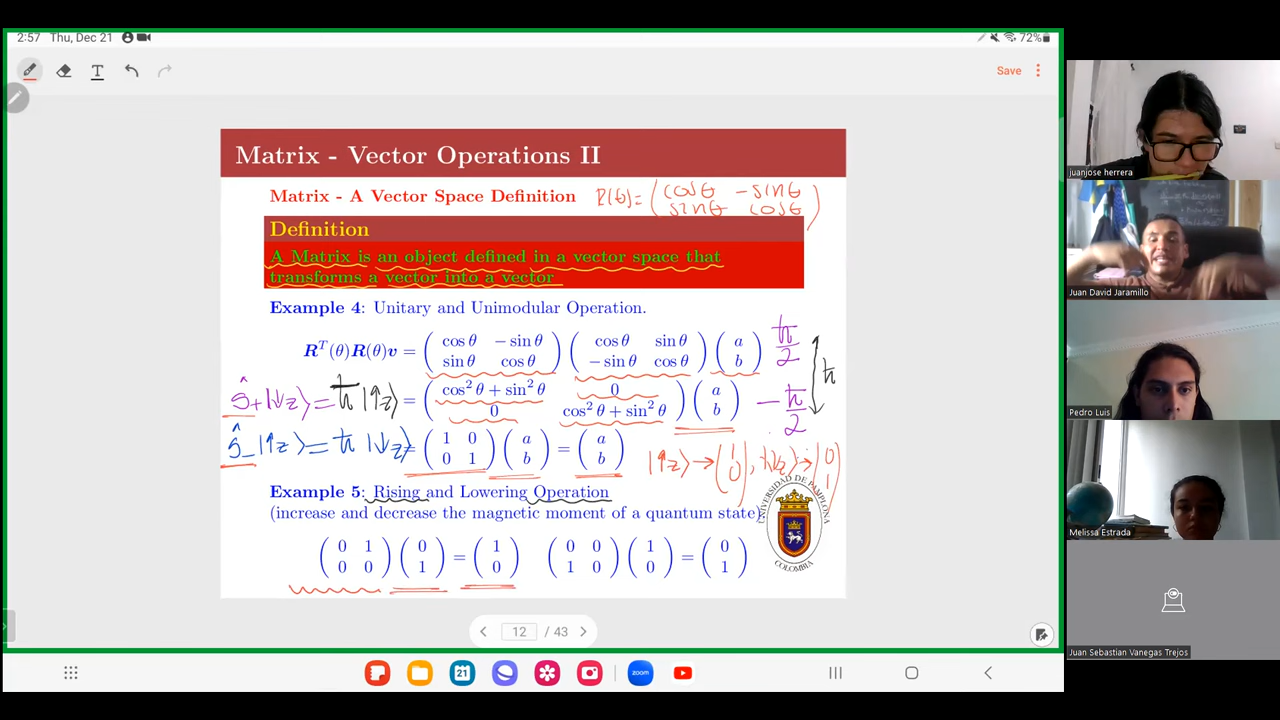 2:57 Thu, Dec 21
72%
T
Save
Matrix - Vector Operations II
Matrix - A Vector Space Definition R(θ)= ( cosθ -sinθ
sinθ cosθ )
Definition
A Matrix is an object defined in a vector space that
transforms a vector into a vector
Example 4: Unitary and Unimodular Operation.
R^T(θ)R(θ)v = ( cos θ − sin θ ; sin θ cos θ ) ( cos θ sin θ ; − sin θ cos θ ) ( a ; b ) ħ/2
Ŝ+|↓z⟩ = ħ|↑z⟩ = ( cos² θ + sin² θ 0 ; 0 cos² θ + sin² θ ) ( a ; b ) -ħ/2 ħ
Ŝ-|↑z⟩ = ħ|↓z⟩ = ( 1 0 ; 0 1 ) ( a ; b ) = ( a ; b ) |↑z⟩→( 1 ; 0 ), |↓z⟩→( 0 ; 1 )
Example 5: Rising and Lowering Operation
(increase and decrease the magnetic moment of a quantum state).
( 0 1 ; 0 0 ) ( 0 ; 1 ) = ( 1 ; 0 ) ( 0 0 ; 1 0 ) ( 1 ; 0 ) = ( 0 ; 1 )
UNIVERSIDAD DE PAMPLONA
COLOMBIA
12 / 43
21
zoom
juanjose herrera
Juan David Jaramillo
Pedro Luis
Melissa Estrada
Juan Sebastian Vanegas Trejos